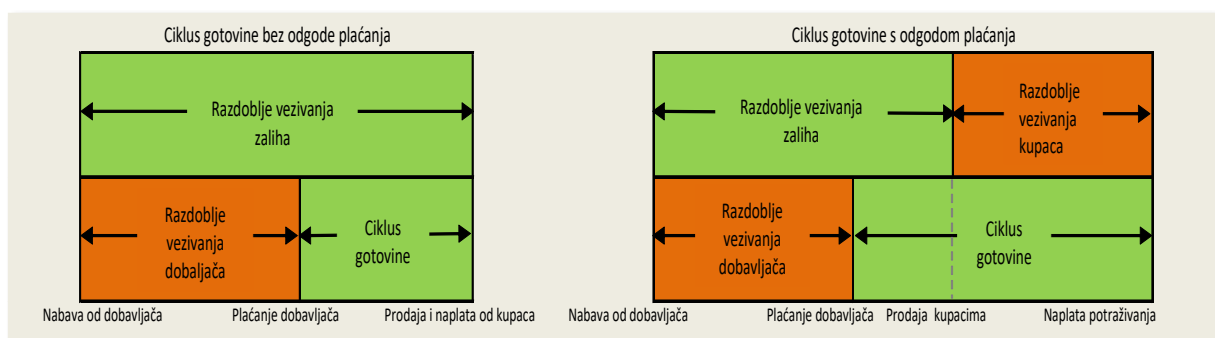 Ciklus gotovine bez odgode plaćanja
Razdoblje vezivanja
zaliha
Razdoblje
vezivanja
dobaljača
Ciklus
gotovine
Nabava od dobavljača
Plaćanje dobavljača
Prodaja i naplata od kupaca
Ciklus gotovine s odgodom plaćanja
Razdoblje vezivanja
zaliha
Razdoblje
vezivanja
kupaca
Razdoblje
vezivanja
dobavljača
Ciklus
gotovine
Nabava od dobavljača
Plaćanje dobavljača
Prodaja kupacima
Naplata potraživanja